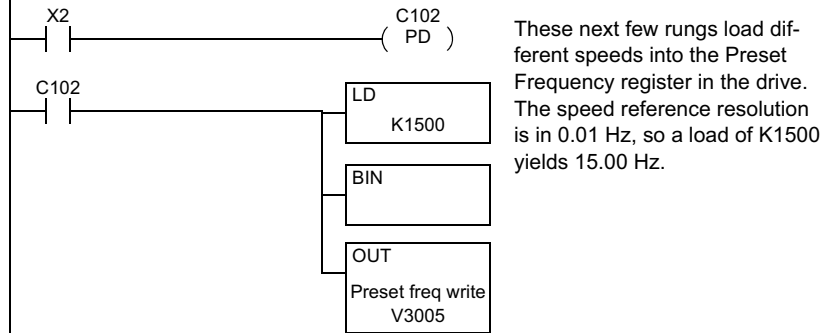 X2
C102
( PD )
C102
LD
K1500
BIN
OUT
Preset freq write
V3005
These next few rungs load dif-
ferent speeds into the Preset
Frequency register in the drive.
The speed reference resolution
is in 0.01 Hz, so a load of K1500
yields 15.00 Hz.